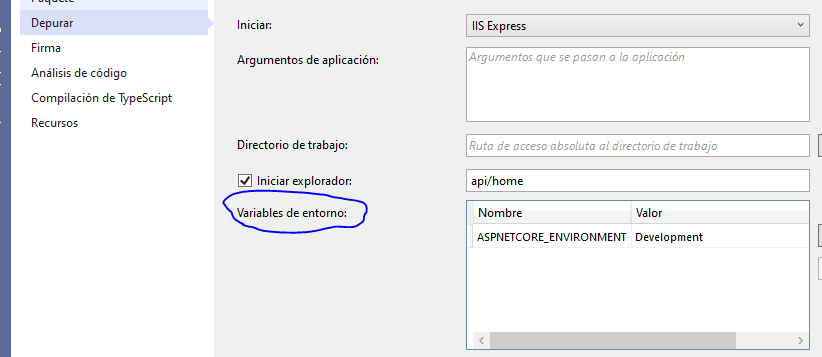 Paquete
Depurar
Firma
Análisis de código
Compilación de TypeScript
Recursos
Iniciar:
IIS Express
Argumentos de aplicación:
Argumentos que se pasan a la aplicación
Directorio de trabajo:
Ruta de acceso absoluta al directorio de trabajo
Iniciar explorador:
api/home
Variables de entorno:
Nombre Valor
ASPNETCORE_ENVIRONMENT Development